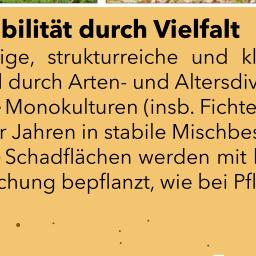 bilität durch Vielfalt
ige, strukturreiche und kl
durch Arten- und Altersdiv
Monokulturen (insb. Fichte
r Jahren in stabile Mischbes
Schadflächen werden mit
chung bepflanzt, wie bei Pfl